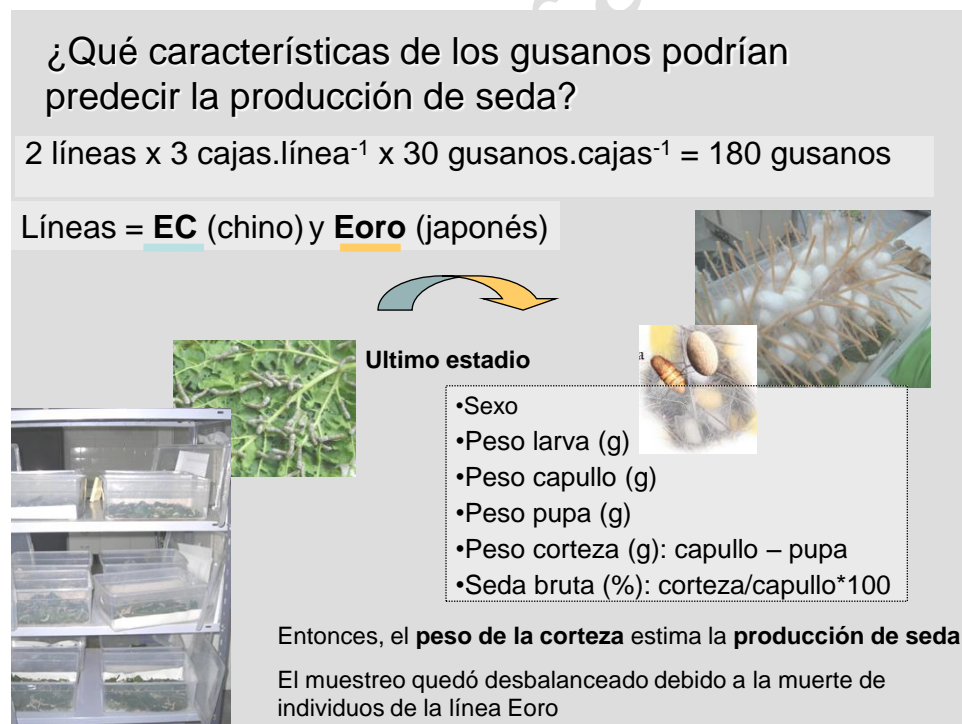 ¿Qué características de los gusanos podrían
predecir la producción de seda?
2 líneas x 3 cajas.línea⁻¹ x 30 gusanos.cajas⁻¹ = 180 gusanos
Líneas = EC (chino) y Eoro (japonés)
Ultimo estadio
a
•Sexo
•Peso larva (g)
•Peso capullo (g)
•Peso pupa (g)
•Peso corteza (g): capullo – pupa
•Seda bruta (%): corteza/capullo*100
Entonces, el peso de la corteza estima la producción de seda
El muestreo quedó desbalanceado debido a la muerte de
individuos de la línea Eoro